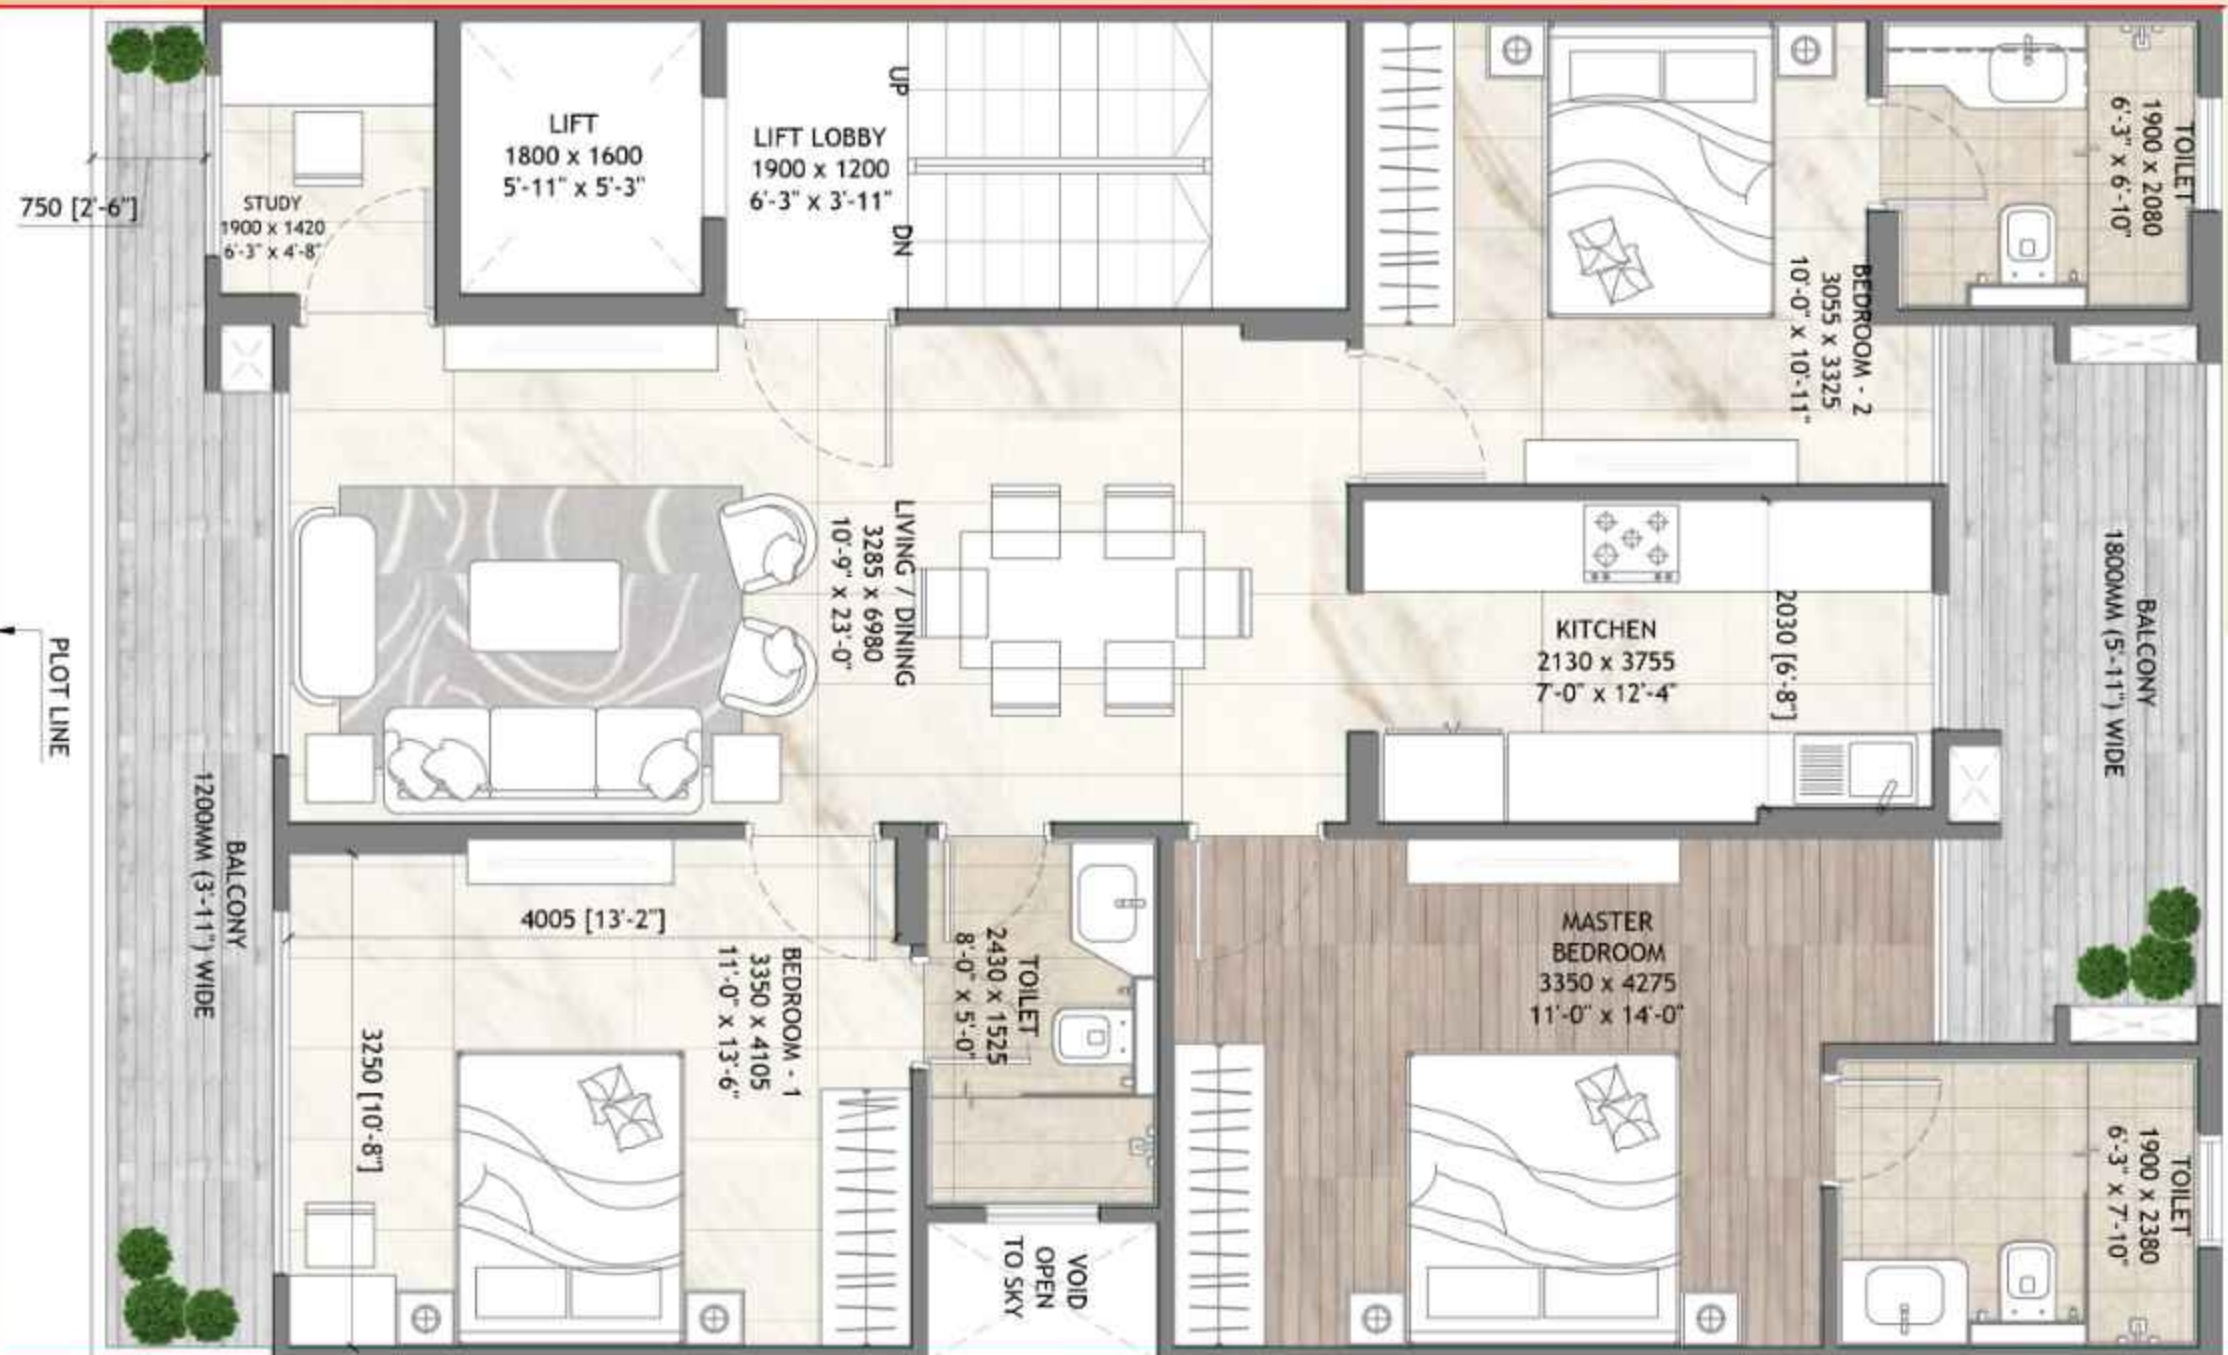 LIFT
1800 x 1600
5'-11" x 5'-3"
LIFT LOBBY
1900 x 1200
6'-3" x 3'-11"
UP
DN
TOILET
1900 x 2080
6'-3" x 6'-10"
750 [2'-6"]
STUDY
1900 x 1420
6'-3" x 4'-8"
BEDROOM - 2
3055 x 3325
10'-0" x 10'-11"
LIVING / DINING
3285 x 6980
10'-9" x 23'-0"
KITCHEN
2130 x 3755
7'-0" x 12'-4"
2030 [6'-8"]
BALCONY
1800MM (5'-11") WIDE
PLOT LINE
BALCONY
1200MM (3'-11") WIDE
4005 [13'-2"]
3250 [10'-8"]
BEDROOM - 1
3350 x 4105
11'-0" x 13'-6"
TOILET
2430 x 1525
8'-0" x 5'-0"
MASTER
BEDROOM
3350 x 4275
11'-0" x 14'-0"
TOILET
1900 x 2380
6'-3" x 7'-10"
VOID
OPEN
TO SKY